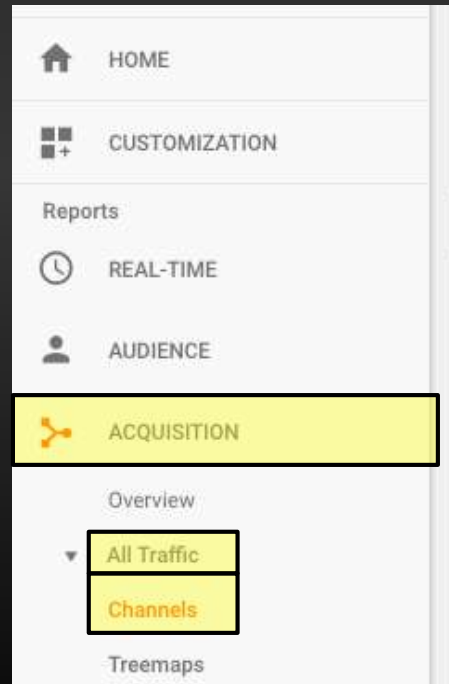 HOME
CUSTOMIZATION
Reports
REAL-TIME
AUDIENCE
ACQUISITION
Overview
All Traffic
Channels
Treemaps